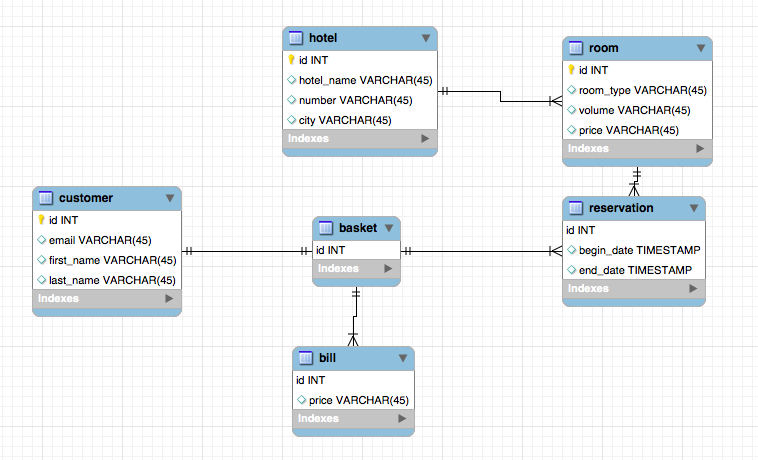 hotel
id INT
hotel_name VARCHAR(45)
number VARCHAR(45)
city VARCHAR(45)
Indexes
room
id INT
room_type VARCHAR(45)
volume VARCHAR(45)
price VARCHAR(45)
Indexes
customer
id INT
email VARCHAR(45)
first_name VARCHAR(45)
last_name VARCHAR(45)
Indexes
basket
id INT
Indexes
reservation
id INT
begin_date TIMESTAMP
end_date TIMESTAMP
Indexes
bill
id INT
price VARCHAR(45)
Indexes